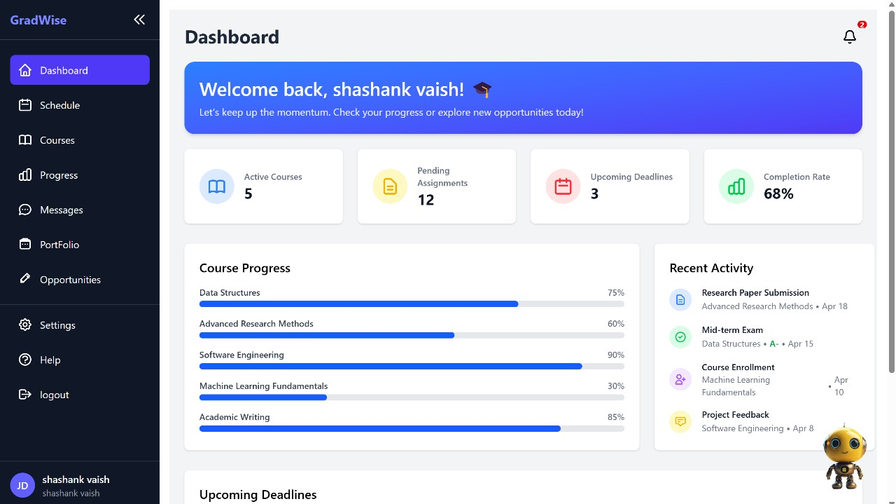 GradWise
Dashboard
Schedule
Courses
Progress
Messages
PortFolio
Opportunities
Settings
Help
logout
JD
shashank vaish
shashank vaish
Dashboard
2
Welcome back, shashank vaish!
Let's keep up the momentum. Check your progress or explore new opportunities today!
Active Courses
5
Pending
Assignments
12
Upcoming Deadlines
3
Completion Rate
68%
Course Progress
Data Structures 75%
Advanced Research Methods 60%
Software Engineering 90%
Machine Learning Fundamentals 30%
Academic Writing 85%
Recent Activity
Research Paper Submission
Advanced Research Methods • Apr 18
Mid-term Exam
Data Structures • A- • Apr 15
Course Enrollment
Machine Learning
Fundamentals • Apr
10
Project Feedback
Software Engineering • Apr 8
Upcoming Deadlines